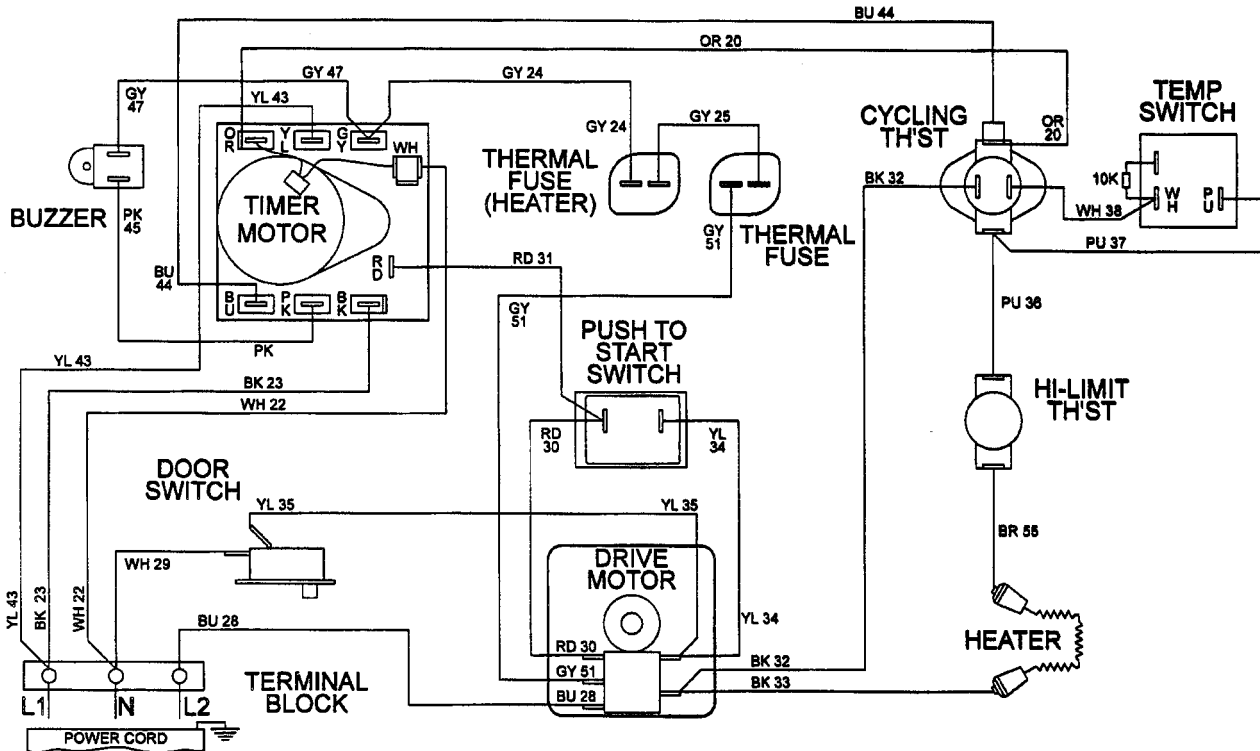 BU 44
OR 20
GY 47
GY 24
GY
47
YL 43
GY 24
GY 25
CYCLING
TH'ST
OR
20
TEMP
SWITCH
O
R
Y
L
G
Y
WH
THERMAL
FUSE
(HEATER)
BK 32
10K
W
H
P
U
WH 38
BUZZER
PK
45
TIMER
MOTOR
GY
51
THERMAL
FUSE
PU 37
BU
44
R
D
RD 31
B
U
P
K
B
K
GY
51
PU 36
PK
PUSH TO
START
SWITCH
YL 43
BK 23
WH 22
HI-LIMIT
TH'ST
RD
30
YL
34
DOOR
SWITCH
YL 35
YL 35
BR 55
WH 29
DRIVE
MOTOR
YL 43
BK 23
WH 22
BU 28
YL 34
HEATER
RD 30
GY 51
BU 28
BK 32
BK 33
TERMINAL
BLOCK
L1
N
L2
POWER CORD